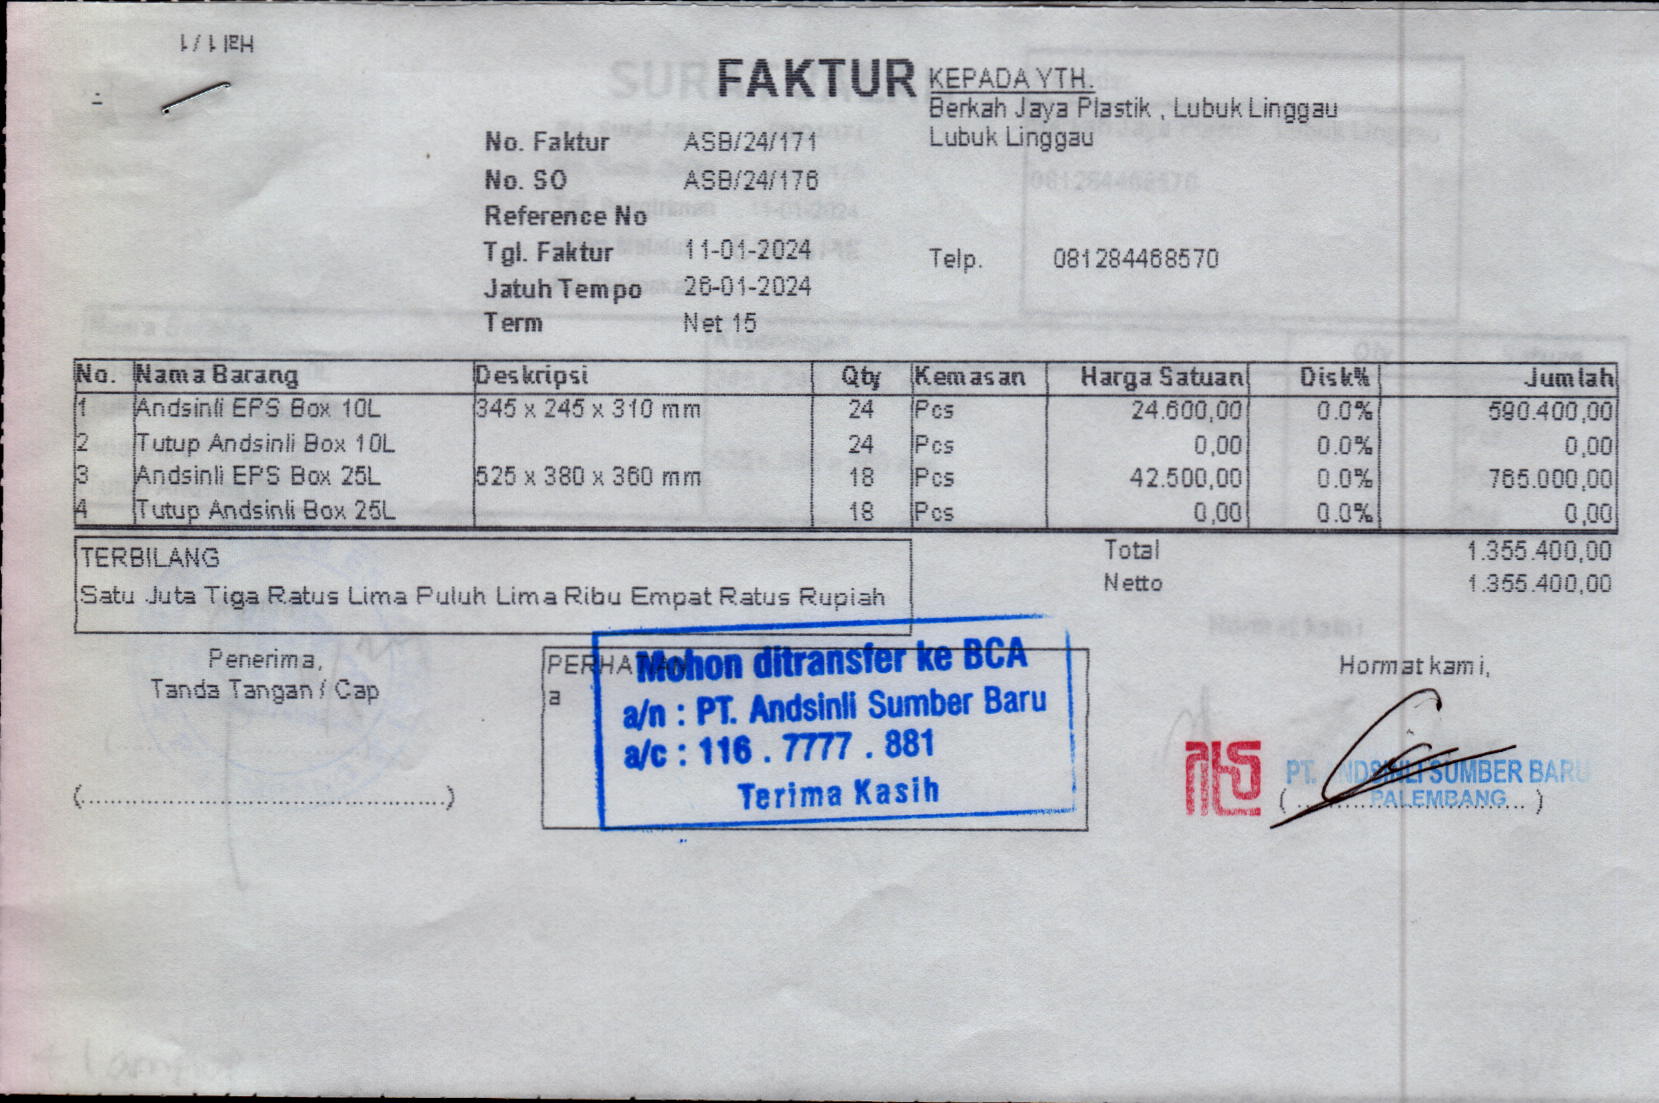 Hal 1 / 1
FAKTUR
KEPADA YTH.
Berkah Jaya Plastik , Lubuk Linggau
Lubuk Linggau
No. Faktur ASB/24/171
No. SO ASB/24/176
Reference No
Tgl. Faktur 11-01-2024
Telp. 081284468570
Jatuh Tempo 26-01-2024
Term Net 15
No. Nama Barang Deskripsi Qty Kemasan Harga Satuan Disk% Jumlah
1 Andsinli EPS Box 10L 345 x 245 x 310 mm 24 Pcs 24.600,00 0.0% 590.400,00
2 Tutup Andsinli Box 10L 24 Pcs 0,00 0.0% 0,00
3 Andsinli EPS Box 25L 525 x 380 x 360 mm 18 Pcs 42.500,00 0.0% 765.000,00
4 Tutup Andsinli Box 25L 18 Pcs 0,00 0.0% 0,00
TERBILANG
Satu Juta Tiga Ratus Lima Puluh Lima Ribu Empat Ratus Rupiah
Total 1.355.400,00
Netto 1.355.400,00
Penerima,
Tanda Tangan / Cap
(..................................................)
PERHATIAN
a
Mohon ditransfer ke BCA
a/n : PT. Andsinli Sumber Baru
a/c : 116 . 7777 . 881
Terima Kasih
Hormat kami,
PT. ANDSINLI SUMBER BARU
PALEMBANG
(................................)